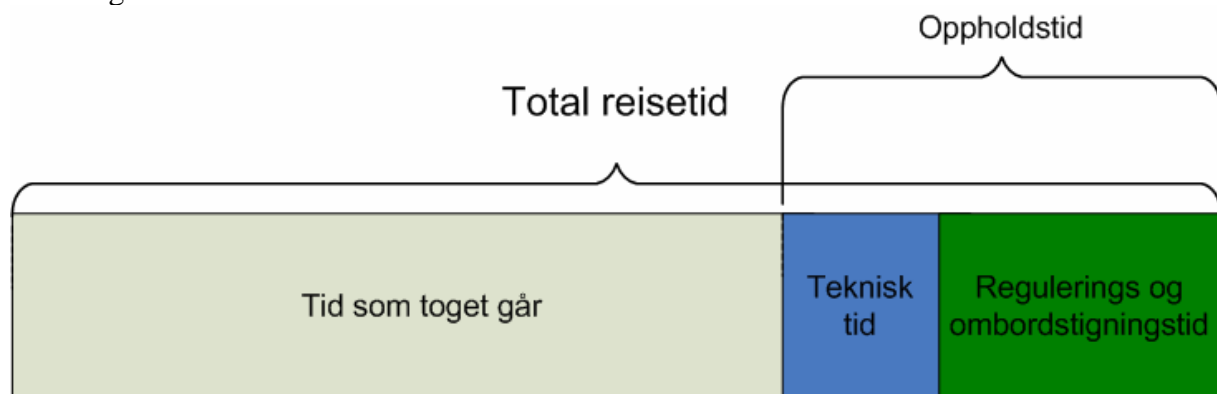 Oppholdstid
Total reisetid
Tid som toget går
Teknisk
tid
Regulerings og
ombordstigningstid